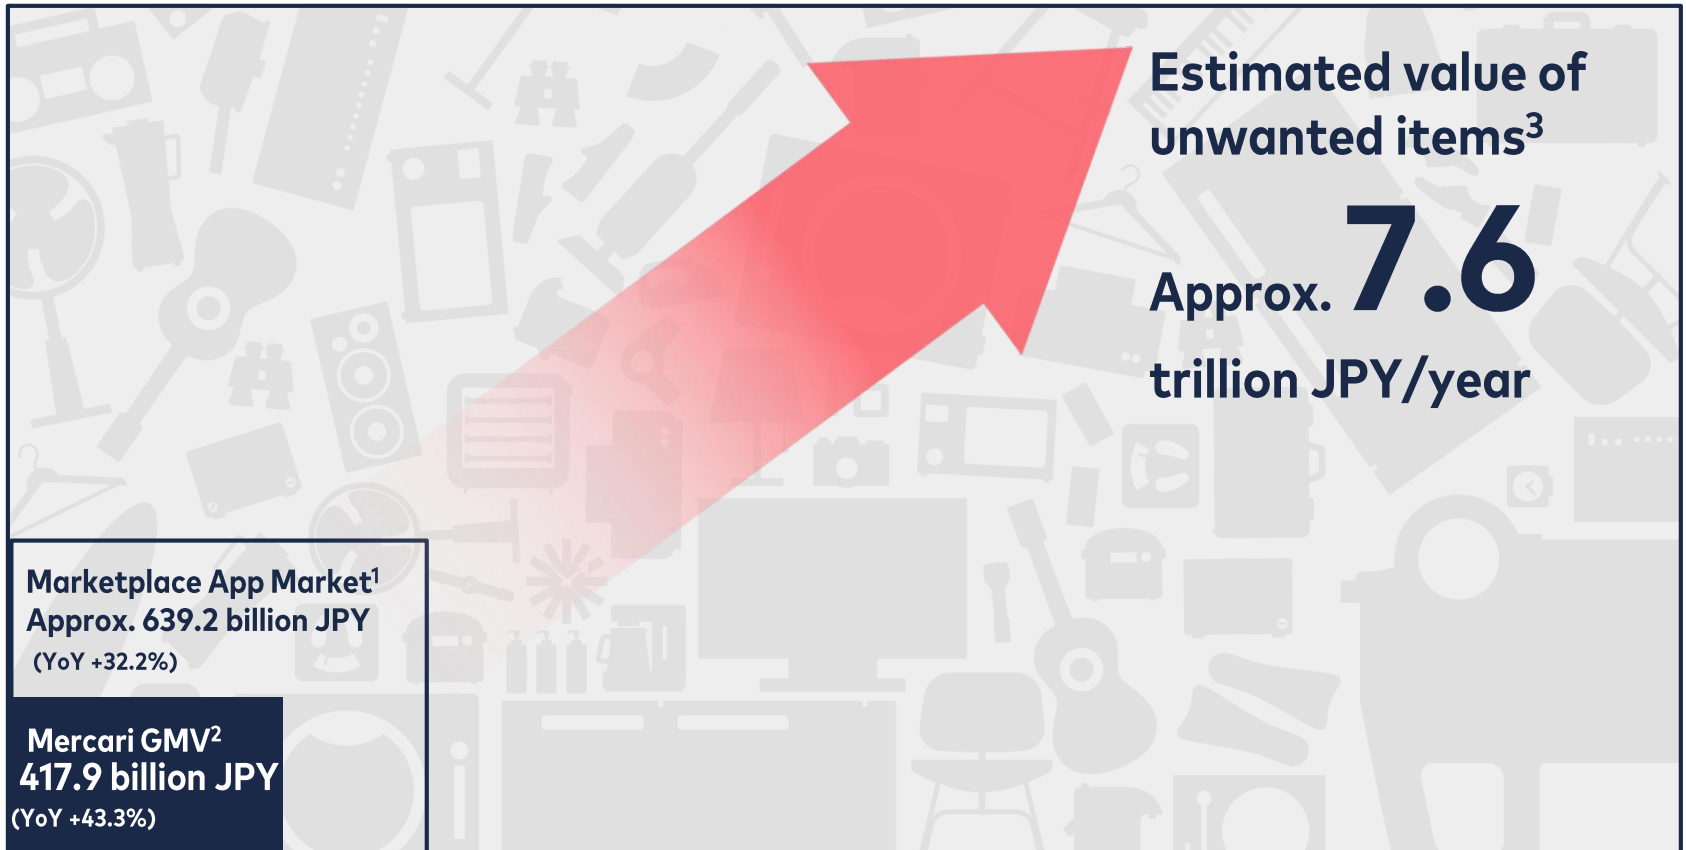 Estimated value of
unwanted items³
Approx. 7.6
trillion JPY/year
Marketplace App Market¹
Approx. 639.2 billion JPY
(YoY +32.2%)
Mercari GMV²
417.9 billion JPY
(YoY +43.3%)